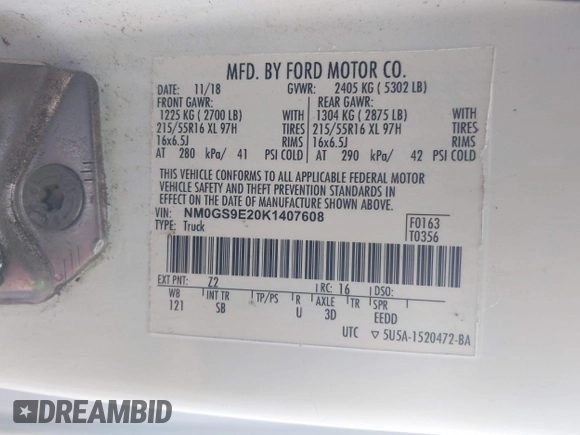 MFD. BY FORD MOTOR CO.
DATE: 11/18 GVWR: 2405 KG ( 5302 LB)
FRONT GAWR: REAR GAWR:
1225 KG ( 2700 LB) WITH 1304 KG ( 2875 LB) WITH
215/55R16 XL 97H TIRES 215/55R16 XL 97H TIRES
16x6.5J RIMS 16x6.5J RIMS
AT 280 kPa/ 41 PSI COLD AT 290 kPa/ 42 PSI COLD
THIS VEHICLE CONFORMS TO ALL APPLICABLE FEDERAL MOTOR
VEHICLE SAFETY AND THEFT PREVENTION STANDARDS IN
EFFECT ON THE DATE OF MANUFACTURE SHOWN ABOVE.
VIN: NM0GS9E20K1407608 F0163
TYPE: Truck T0356
EXT PNT: Z2 RC: 16 DSO:
WB INT TR TP/PS R AXLE TR SPR
121 SB U 3D EEDD
UTC ▽ 5U5A-1520472-BA
DREAMBID